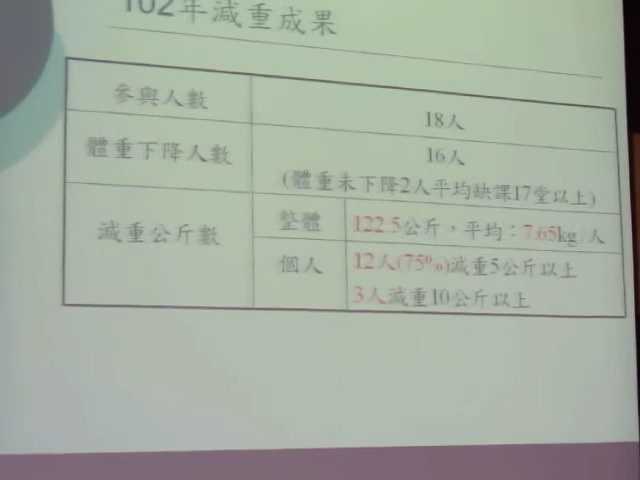 102年減重成果
參與人數
18人
體重下降人數
16人
(體重未下降2人平均缺課17堂以上)
減重公斤數
整體
122.5公斤，平均：7.65kg/人
個人
12人(75%)減重5公斤以上
3人減重10公斤以上